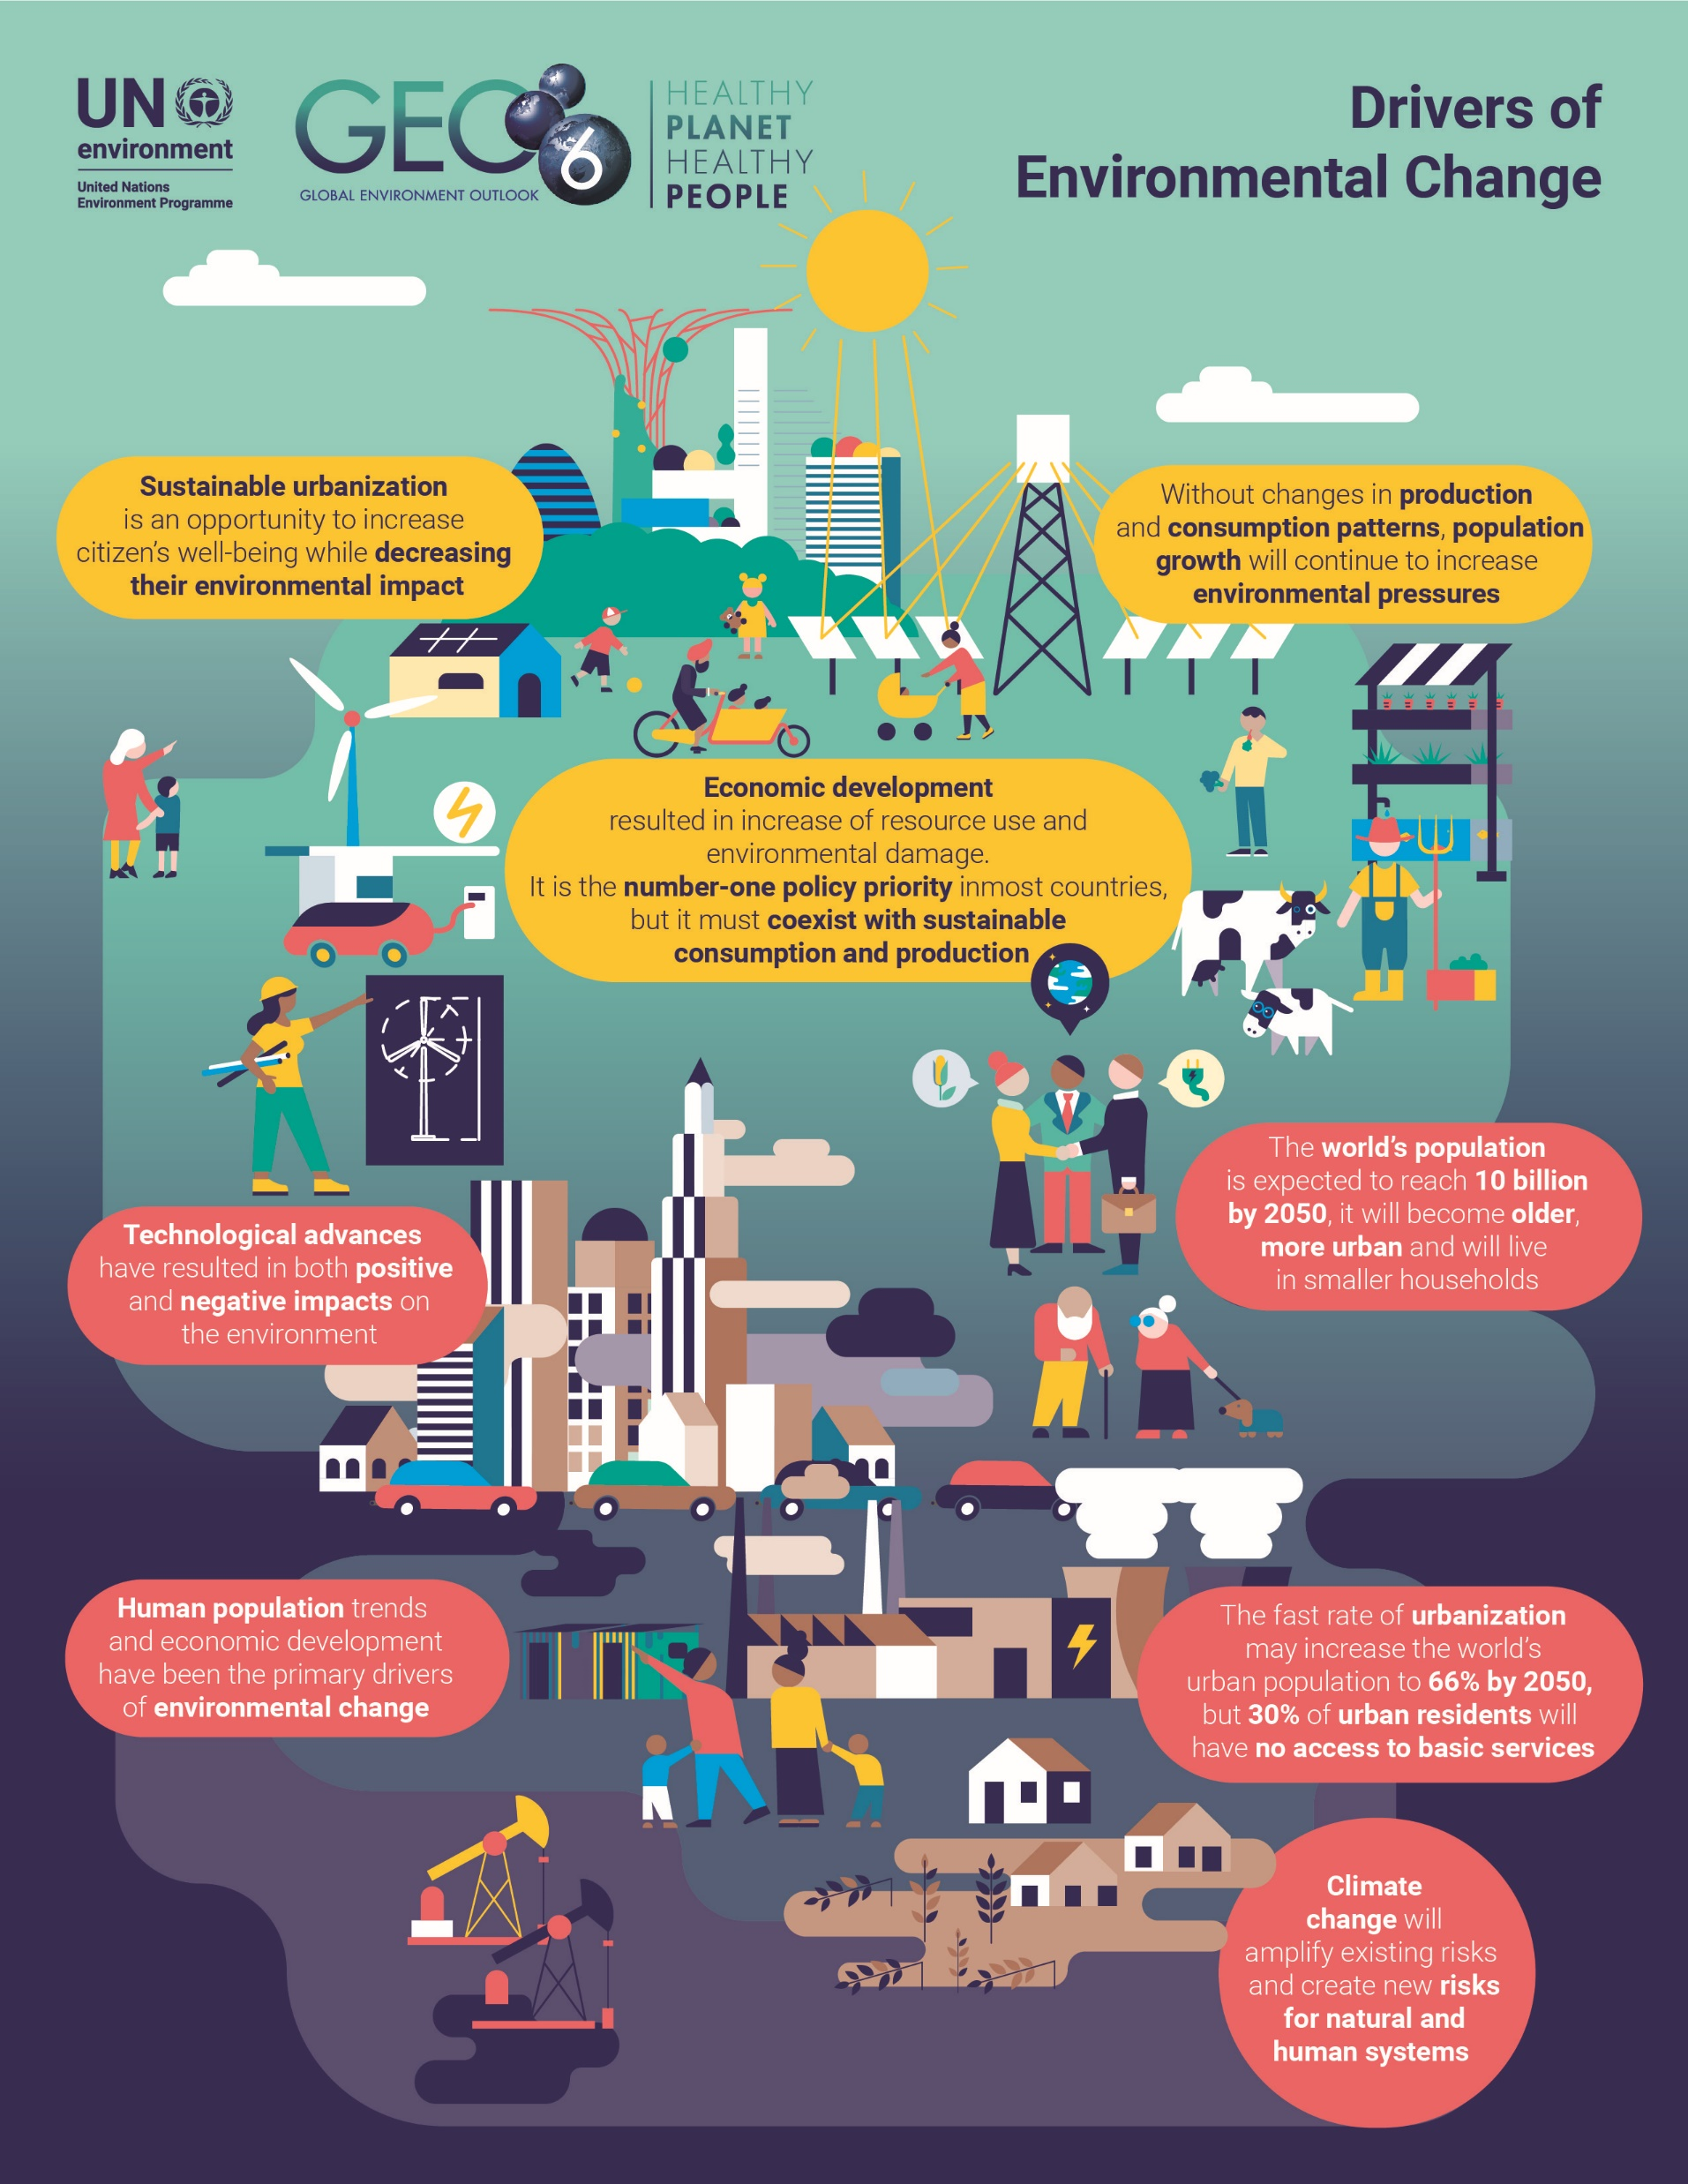 UN
environment
United Nations
Environment Programme
GEO
6
GLOBAL ENVIRONMENT OUTLOOK
HEALTHY
PLANET
HEALTHY
PEOPLE
Drivers of
Environmental Change
Sustainable urbanization
is an opportunity to increase
citizen's well-being while decreasing
their environmental impact
Without changes in production
and consumption patterns, population
growth will continue to increase
environmental pressures
Economic development
resulted in increase of resource use and
environmental damage.
It is the number-one policy priority inmost countries,
but it must coexist with sustainable
consumption and production
The world's population
is expected to reach 10 billion
by 2050, it will become older,
more urban and will live
in smaller households
Technological advances
have resulted in both positive
and negative impacts on
the environment
Human population trends
and economic development
have been the primary drivers
of environmental change
The fast rate of urbanization
may increase the world's
urban population to 66% by 2050,
but 30% of urban residents will
have no access to basic services
Climate
change will
amplify existing risks
and create new risks
for natural and
human systems